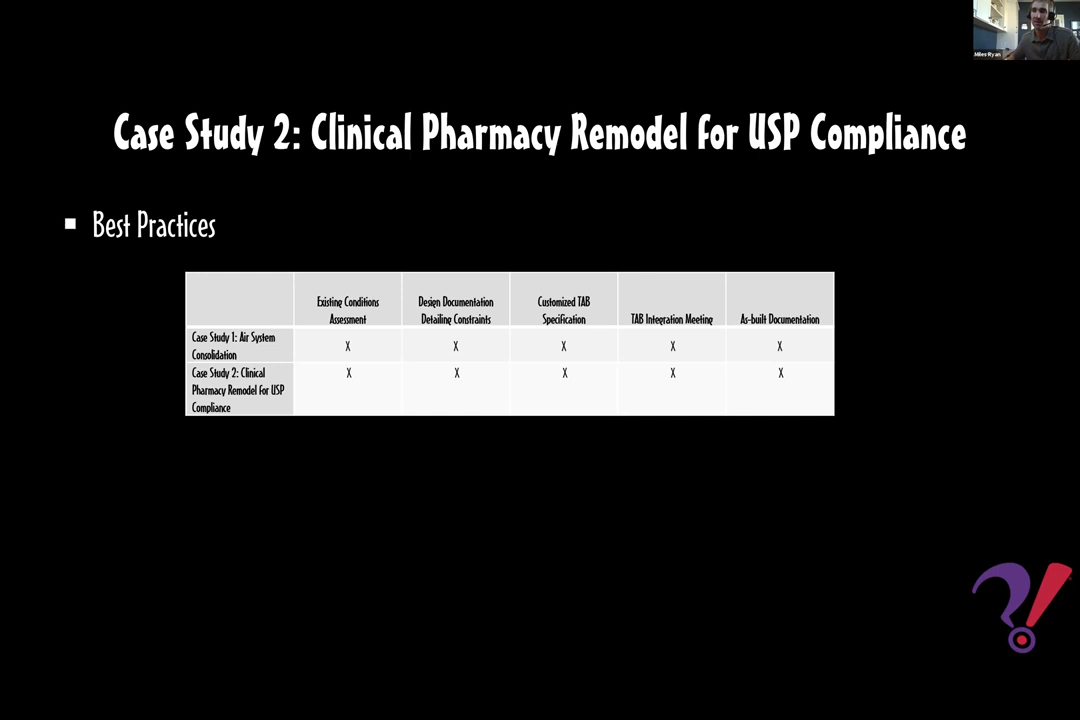 Miles Ryan
Case Study 2: Clinical Pharmacy Remodel for USP Compliance
Best Practices
Existing Conditions
Assessment
Design Documentation
Detailing Constraints
Customized TAB
Specification
TAB Integration Meeting
As-built Documentation
Case Study 1: Air System
Consolidation
X X X X X
Case Study 2: Clinical
Pharmacy Remodel for USP
Compliance
X X X X X
?!